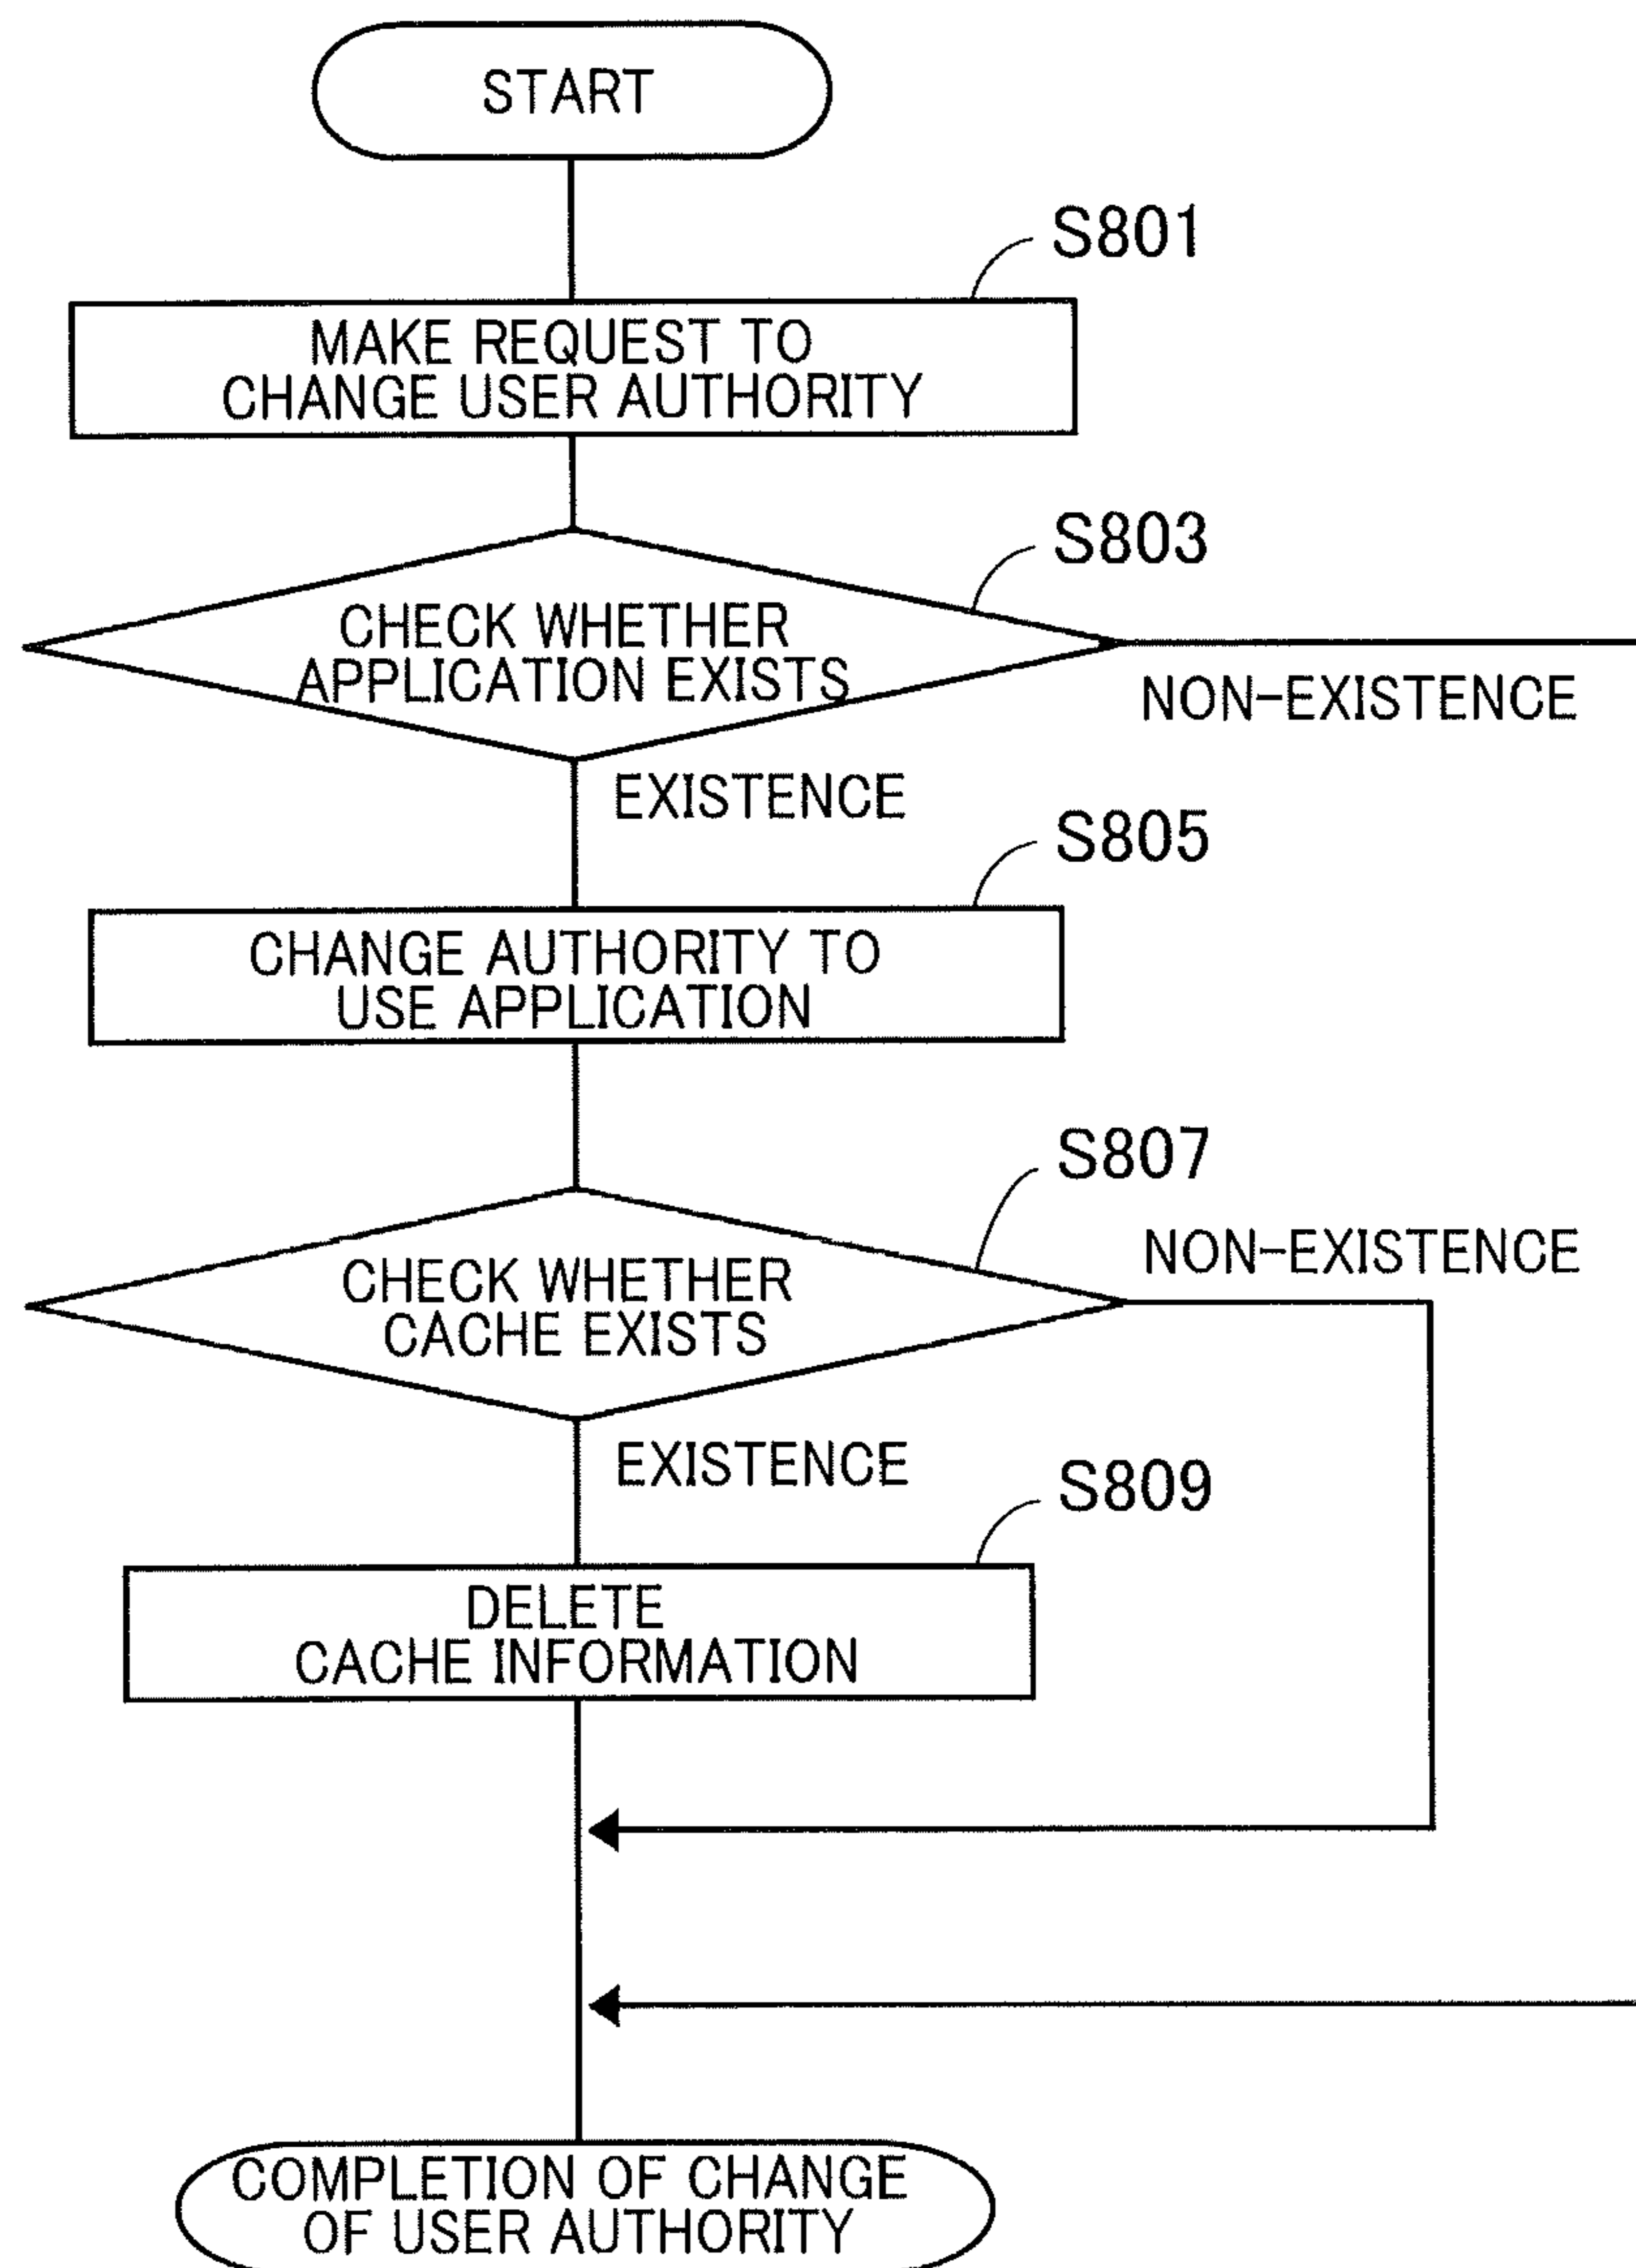 START
S801
MAKE REQUEST TO
CHANGE USER AUTHORITY
S803
CHECK WHETHER
APPLICATION EXISTS
NON-EXISTENCE
EXISTENCE
S805
CHANGE AUTHORITY TO
USE APPLICATION
S807
NON-EXISTENCE
CHECK WHETHER
CACHE EXISTS
EXISTENCE
S809
DELETE
CACHE INFORMATION
COMPLETION OF CHANGE
OF USER AUTHORITY